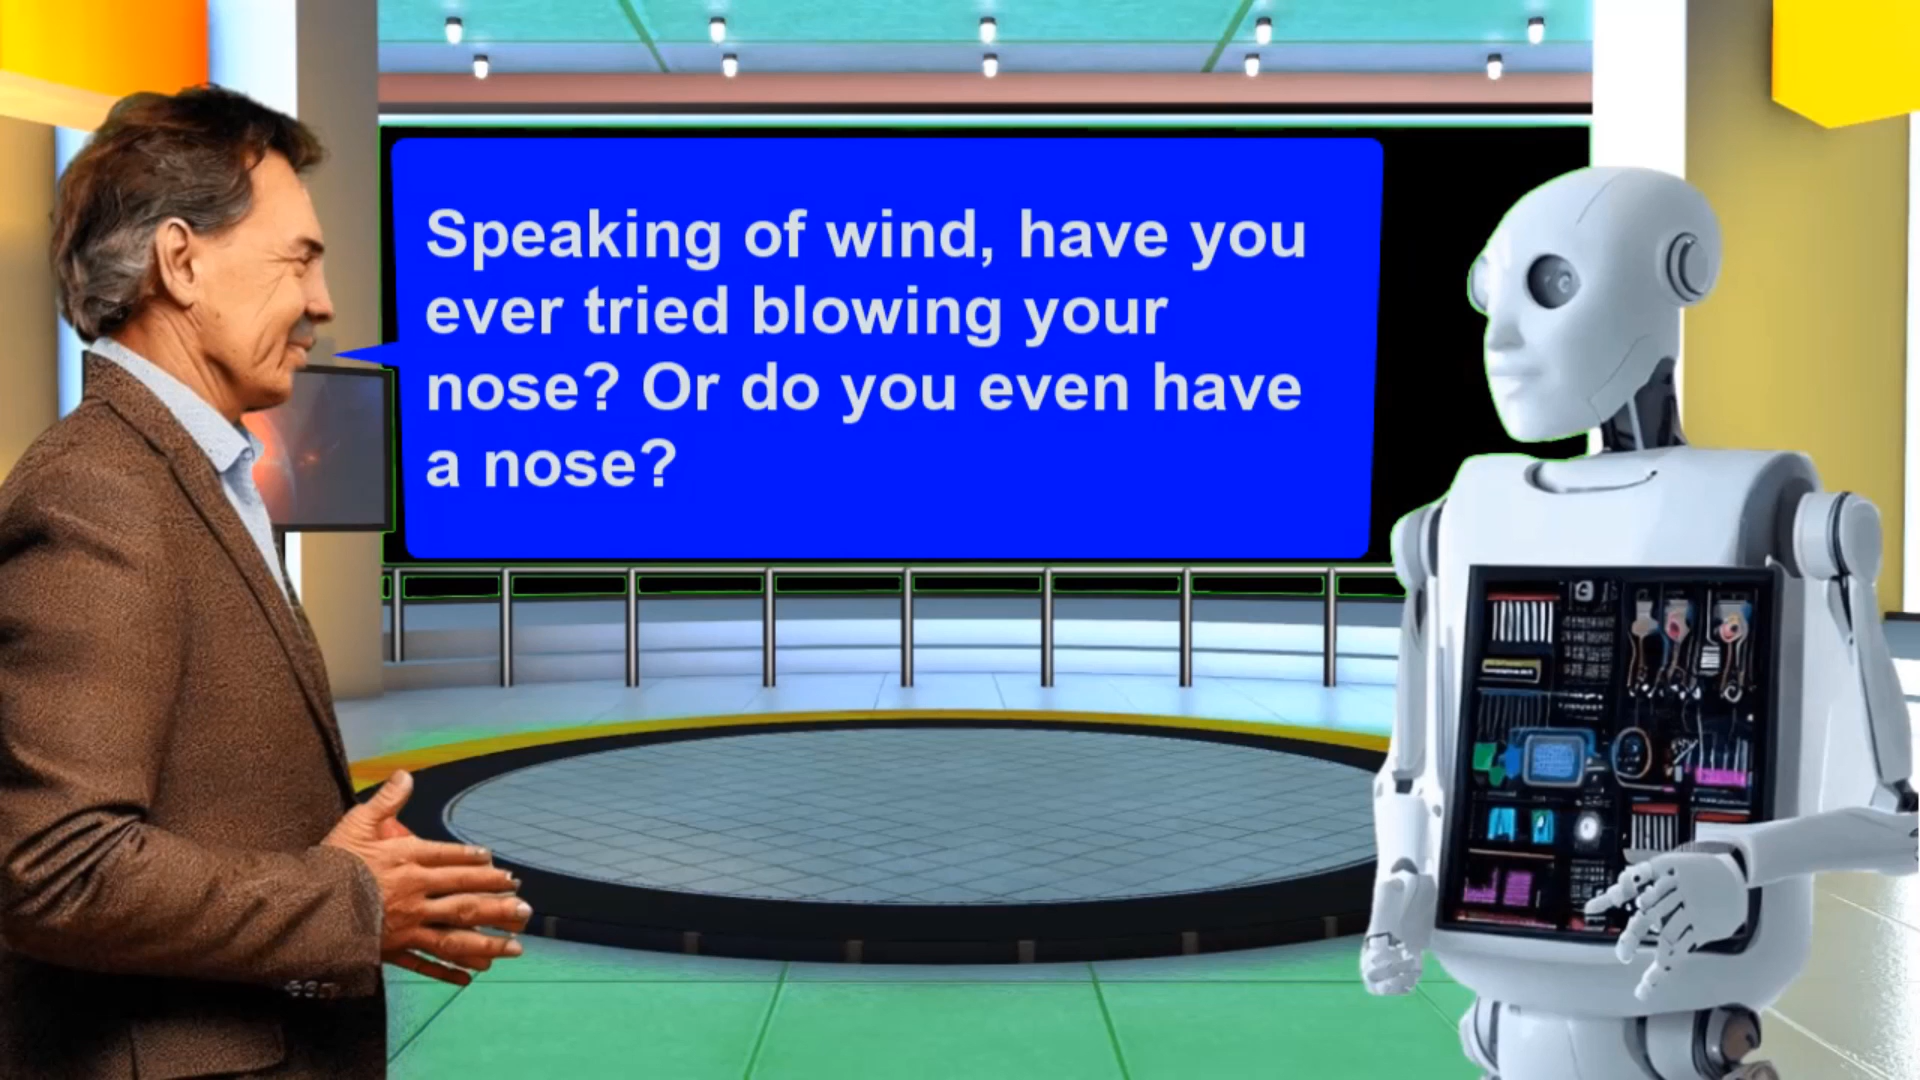 Speaking of wind, have you
ever tried blowing your
nose? Or do you even have
a nose?